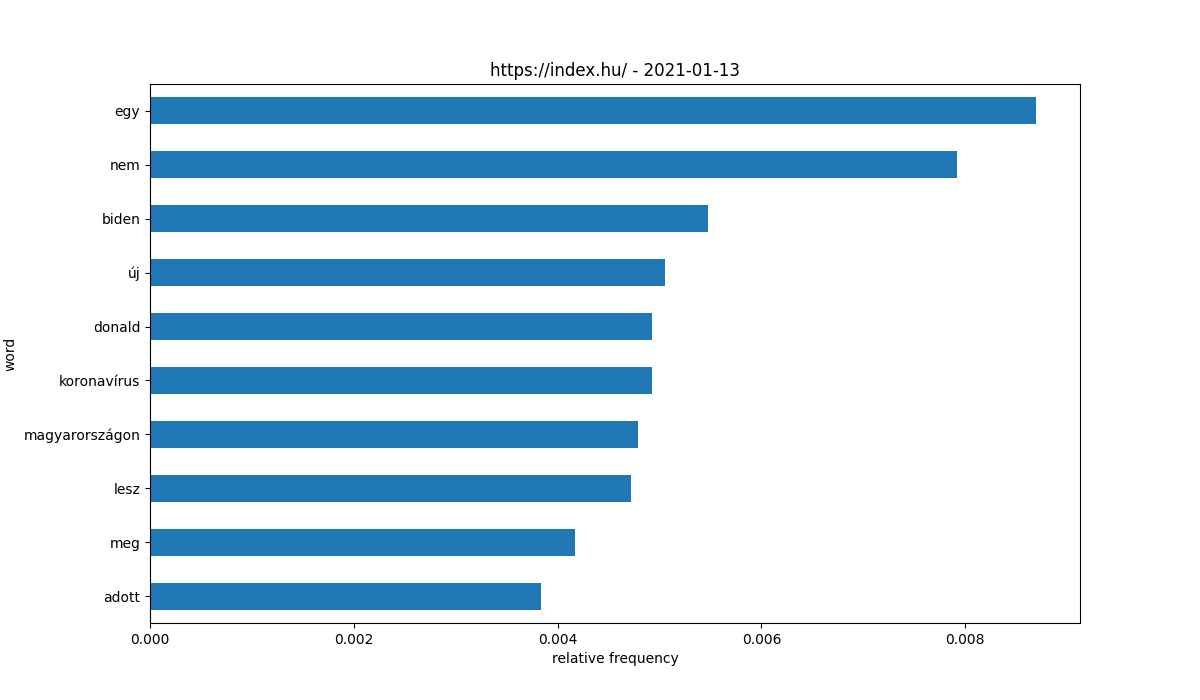 https://index.hu/ - 2021-01-13
egy
nem
biden
új
donald
koronavírus
magyarországon
lesz
meg
adott
word
0.000 0.002 0.004 0.006 0.008
relative frequency